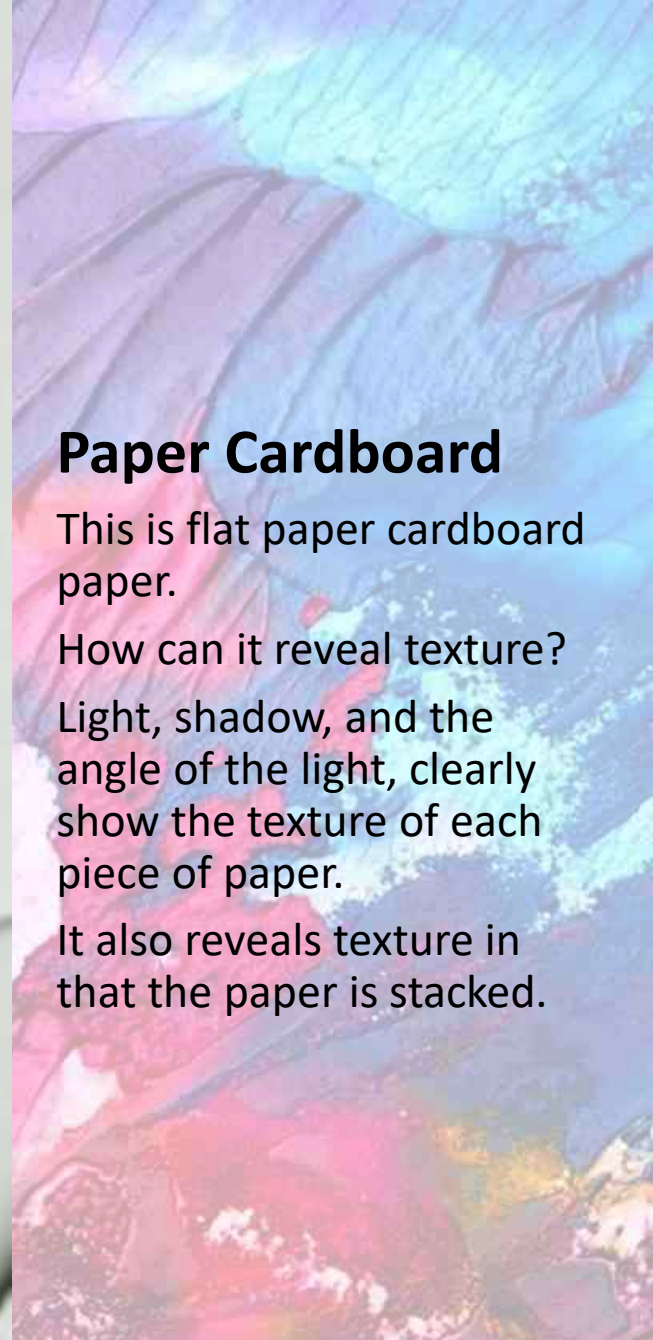 Paper Cardboard
This is flat paper cardboard
paper.
How can it reveal texture?
Light, shadow, and the
angle of the light, clearly
show the texture of each
piece of paper.
It also reveals texture in
that the paper is stacked.